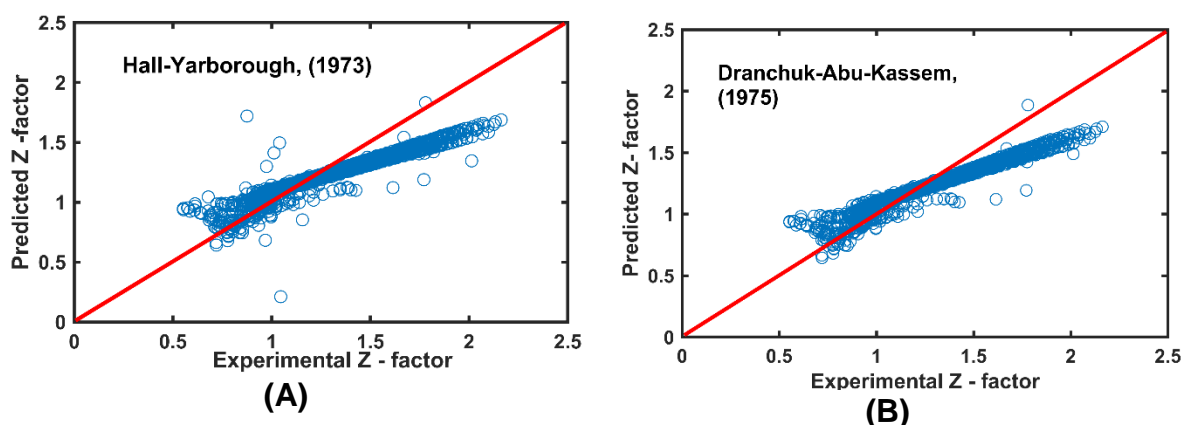 Hall-Yarborough, (1973)
Predicted Z -factor
2.5
2
1.5
1
0.5
0
0 0.5 1 1.5 2 2.5
Experimental Z - factor
(A)
Dranchuk-Abu-Kassem,
(1975)
Predicted Z- factor
2.5
2
1.5
1
0.5
0
0 0.5 1 1.5 2 2.5
Experimental Z - factor
(B)